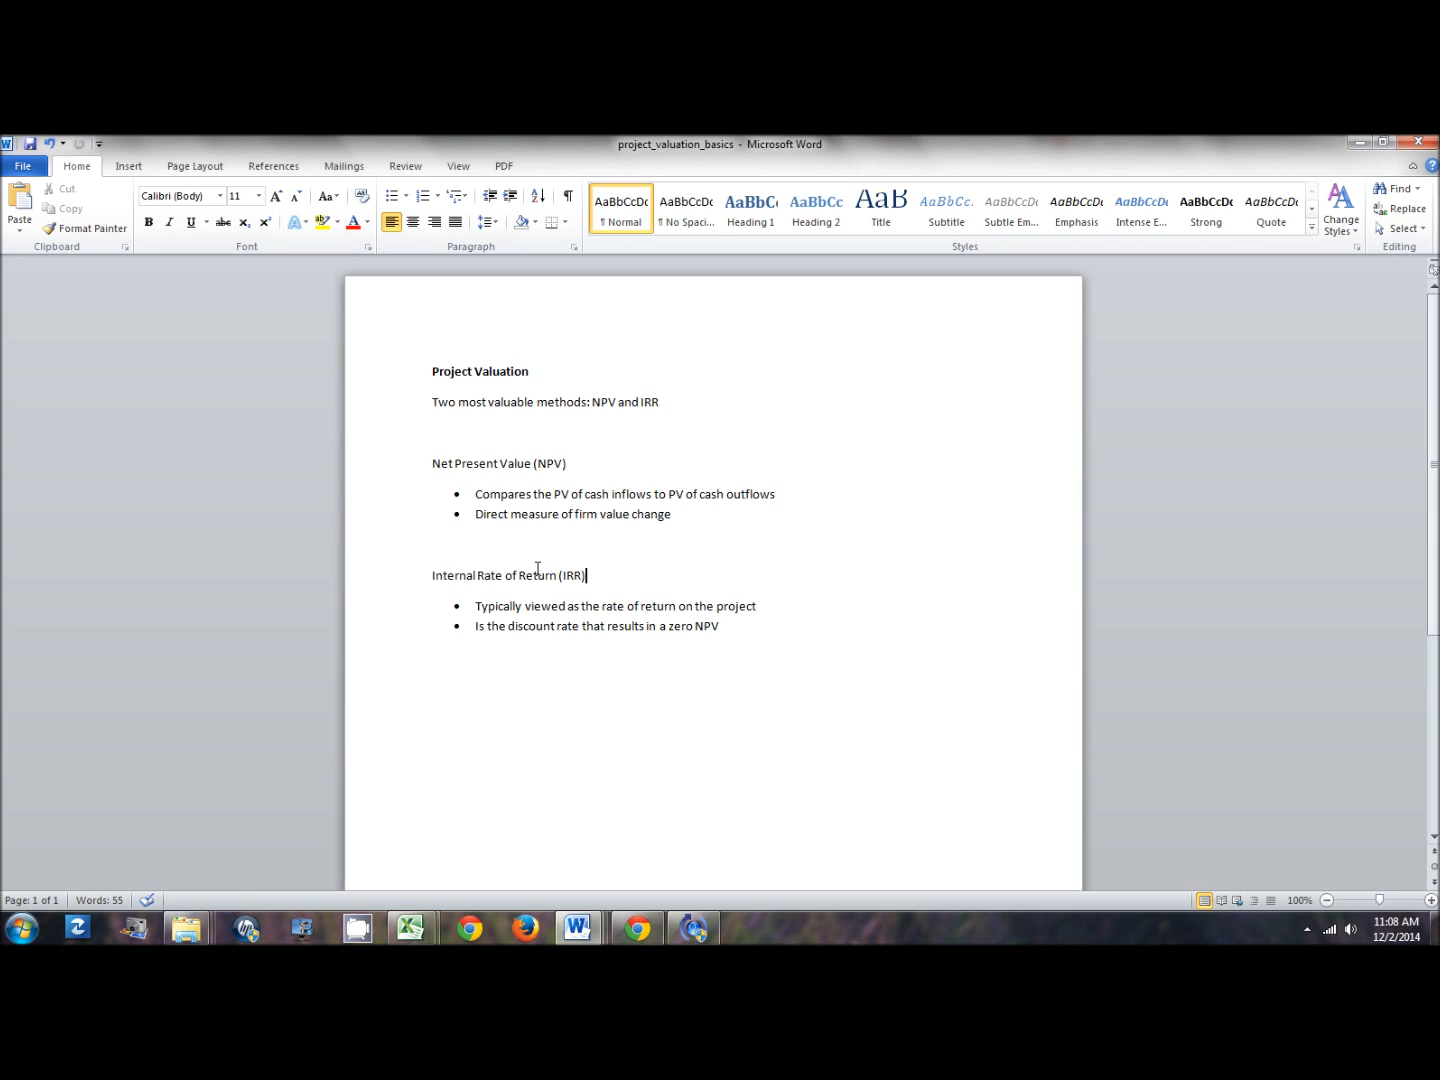 project_valuation_basics - Microsoft Word
File Home Insert Page Layout References Mailings Review View PDF
Paste
Cut
Copy
Format Painter
Clipboard
Calibri (Body) 11
Font
Paragraph
AaBbCcDc AaBbCcDc AaBbC AaBbCc AaB AaBbCc. AaBbCcDc AaBbCcDc AaBbCcDc AaBbCcDc AaBbCcDc
¶ Normal ¶ No Spaci... Heading 1 Heading 2 Title Subtitle Subtle Em... Emphasis Intense E... Strong Quote
Styles
Change Styles
Find
Replace
Select
Editing
Project Valuation
Two most valuable methods: NPV and IRR
Net Present Value (NPV)
• Compares the PV of cash inflows to PV of cash outflows
• Direct measure of firm value change
Internal Rate of Return (IRR)
• Typically viewed as the rate of return on the project
• Is the discount rate that results in a zero NPV
Page: 1 of 1 Words: 55 100%
11:08 AM
12/2/2014